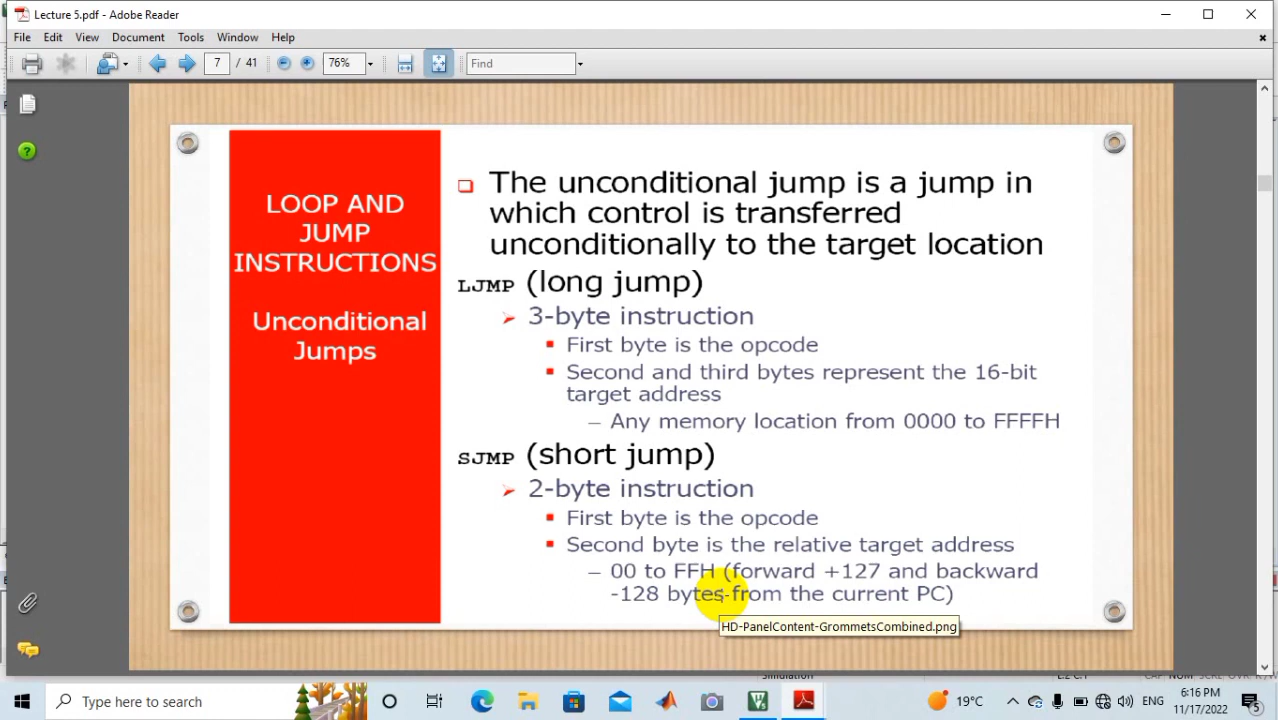 Lecture 5.pdf - Adobe Reader
File Edit View Document Tools Window Help
7 / 41 76% Find
LOOP AND
JUMP
INSTRUCTIONS
Unconditional
Jumps
The unconditional jump is a jump in
which control is transferred
unconditionally to the target location
LJMP (long jump)
3-byte instruction
First byte is the opcode
Second and third bytes represent the 16-bit
target address
– Any memory location from 0000 to FFFFH
SJMP (short jump)
2-byte instruction
First byte is the opcode
Second byte is the relative target address
– 00 to FFH (forward +127 and backward
-128 bytes from the current PC)
HD-PanelContent-GrommetsCombined.png
Type here to search
19°C
ENG
6:16 PM
11/17/2022
5